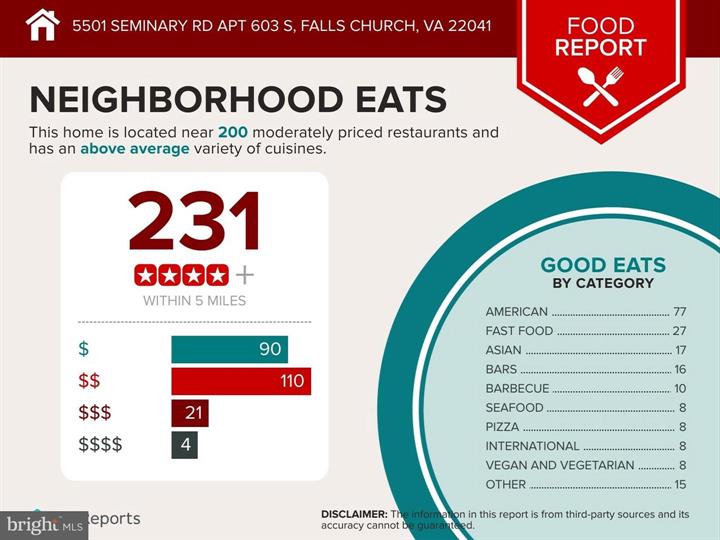 5501 SEMINARY RD APT 603 S, FALLS CHURCH, VA 22041
FOOD
REPORT
NEIGHBORHOOD EATS
This home is located near 200 moderately priced restaurants and
has an above average variety of cuisines.
231
+
WITHIN 5 MILES
$ 90
$$ 110
$$$ 21
$$$$ 4
GOOD EATS
BY CATEGORY
AMERICAN 77
FAST FOOD 27
ASIAN 17
BARS 16
BARBECUE 10
SEAFOOD 8
PIZZA 8
INTERNATIONAL 8
VEGAN AND VEGETARIAN 8
OTHER 15
DISCLAIMER: The information in this report is from third-party sources and its
accuracy cannot be guaranteed.
bright MLS